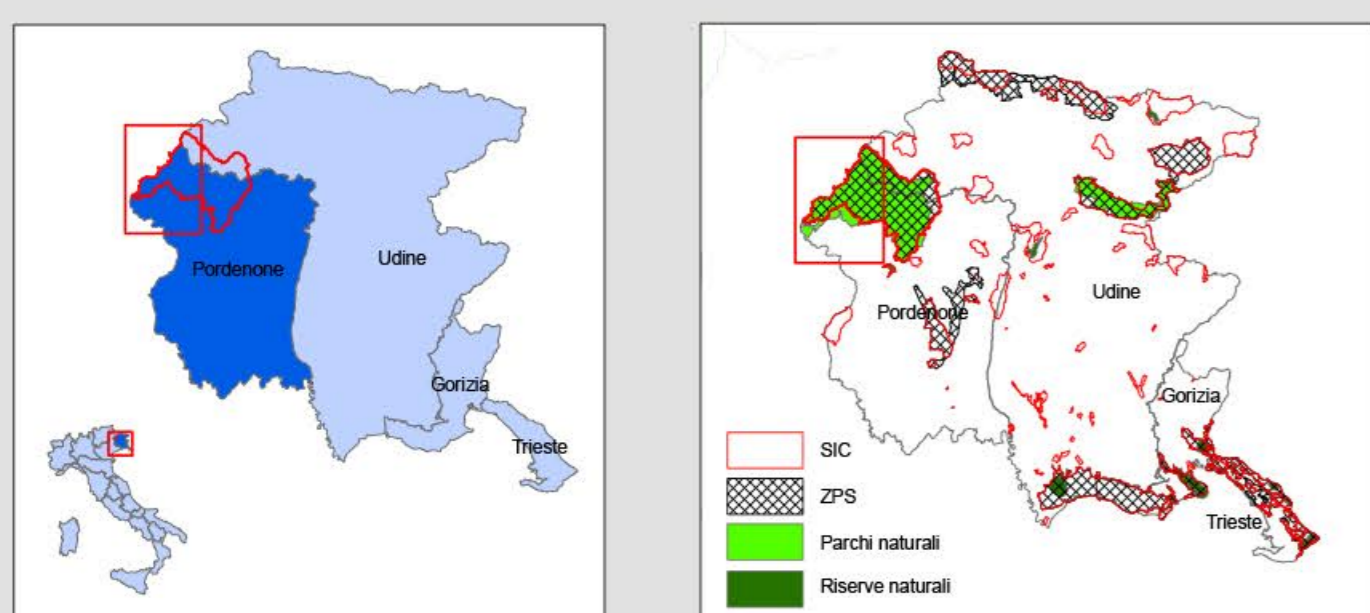 Pordenone
Udine
Gorizia
Trieste
Pordenone
Udine
Gorizia
Trieste
SIC
ZPS
Parchi naturali
Riserve naturali